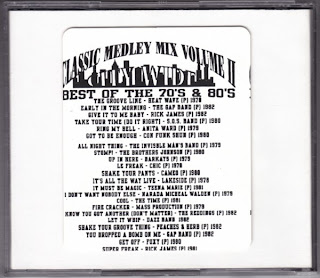 CLASSIC MEDLEY MIX VOLUME II
CITYWIDE
BEST OF THE 70'S & 80'S
THE GROOVE LINE - HEAT WAVE (P) 1978
EARLY IN THE MORNING - THE GAP BAND (P) 1982
GIVE IT TO ME BABY - RICK JAMES (P) 1982
TAKE YOUR TIME (DO IT RIGHT) - S.O.S. BAND (P) 1980
RING MY BELL - ANITA WARD (P) 1979
GOT TO BE ENOUGH - CON FUNK SHUN (P) 1980
ALL NIGHT THING - THE INVISIBLE MAN'S BAND (P) 1979
STOMP! - THE BROTHERS JOHNSON (P) 1980
UP IN HERE - BARKAYS (P) 1979
LE FREAK - CHIC (P) 1978
SHAKE YOUR PANTS - CAMEO (P) 1980
IT'S ALL THE WAY LIVE - LAKESIDE (P) 1978
IT MUST BE MAGIC - TEENA MARIE (P) 1981
I DON'T WANT NOBODY ELSE - NARADA MICHEAL WALDEN (P) 1979
COOL - THE TIME (P) 1981
FIRE CRACKER - MASS PRODUCTION (P) 1979
KNOW YOU GOT ANOTHER (DON'T MATTER) - THE REDDINGS (P) 1982
LET IT WHIP - DAZZ BAND 1982
SHAKE YOUR GROOVE THING - PEACHES & HERB (P) 1982
YOU DROPPED A BOMB ON ME - GAP BAND (P) 1982
GET OFF - FOXY (P) 1980
SUPER FREAK - RICK JAMES (P) 1981